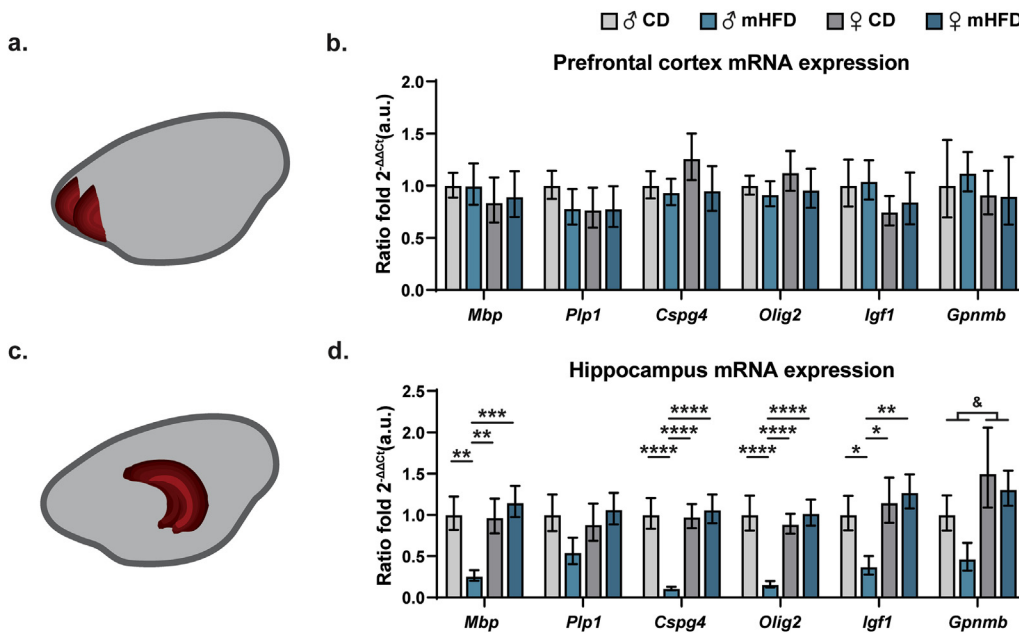 ♂ CD ♂ mHFD ♀ CD ♀ mHFD
a.
b.
Prefrontal cortex mRNA expression
Ratio fold 2-ΔΔCt(a.u.)
2.0
1.5
1.0
0.5
0.0
Mbp Plp1 Cspg4 Olig2 Igf1 Gpnmb
c.
d.
Hippocampus mRNA expression
Ratio fold 2-ΔΔCt(a.u.)
2.5
2.0
1.5
1.0
0.5
0.0
*** **** **** ** &
** **** **** *
** **** **** *
Mbp Plp1 Cspg4 Olig2 Igf1 Gpnmb